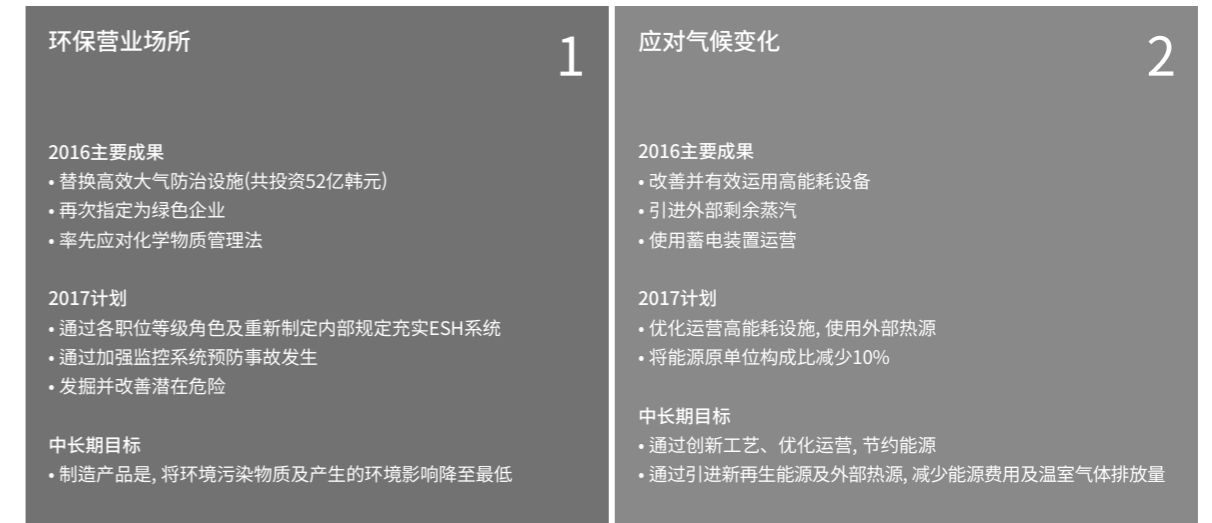 环保营业场所
1
2016主要成果
• 替换高效大气防治设施(共投资52亿韩元)
• 再次指定为绿色企业
• 率先应对化学物质管理法
2017计划
• 通过各职位等级角色及重新制定内部规定充实ESH系统
• 通过加强监控系统预防事故发生
• 发掘并改善潜在危险
中长期目标
• 制造产品是, 将环境污染物质及产生的环境影响降至最低
应对气候变化
2
2016主要成果
• 改善并有效运用高能耗设备
• 引进外部剩余蒸汽
• 使用蓄电装置运营
2017计划
• 优化运营高能耗设施, 使用外部热源
• 将能源原单位构成比减少10%
中长期目标
• 通过创新工艺、优化运营, 节约能源
• 通过引进新再生能源及外部热源, 减少能源费用及温室气体排放量